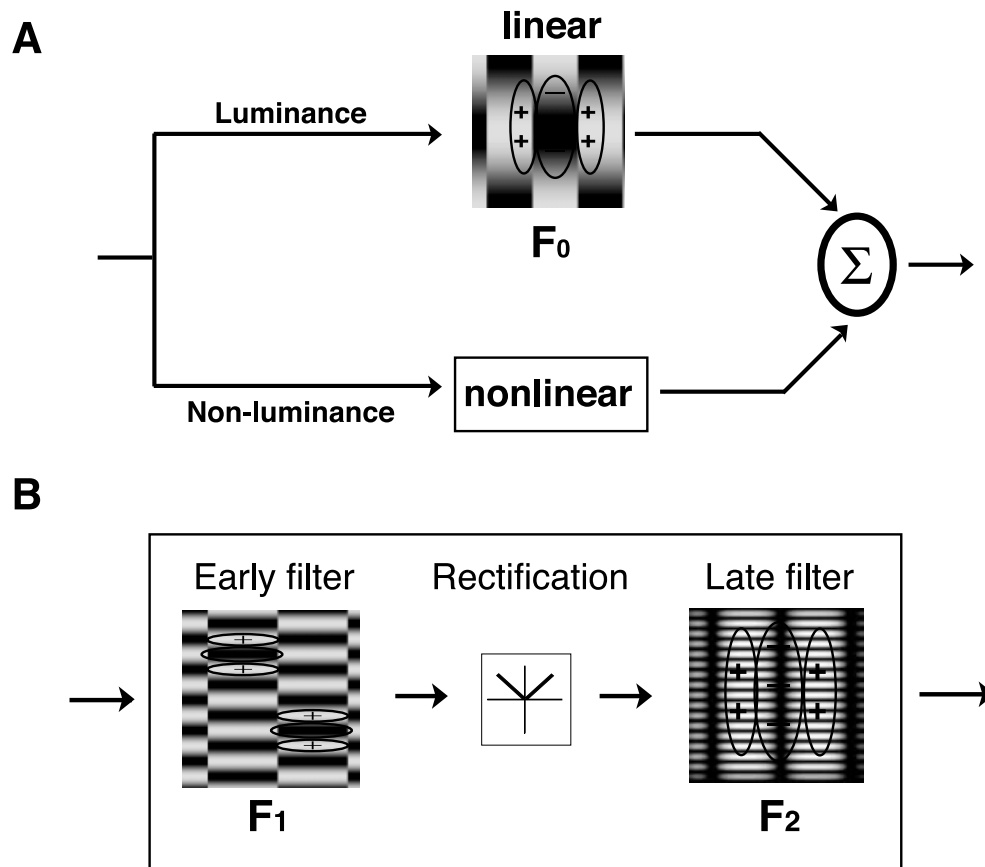 A
linear
Luminance
+ − +
+ − +
F0
Σ
Non-luminance
nonlinear
B
Early filter Rectification Late filter
+
+
+
+
− 
+ − +
+ − +
F1 F2